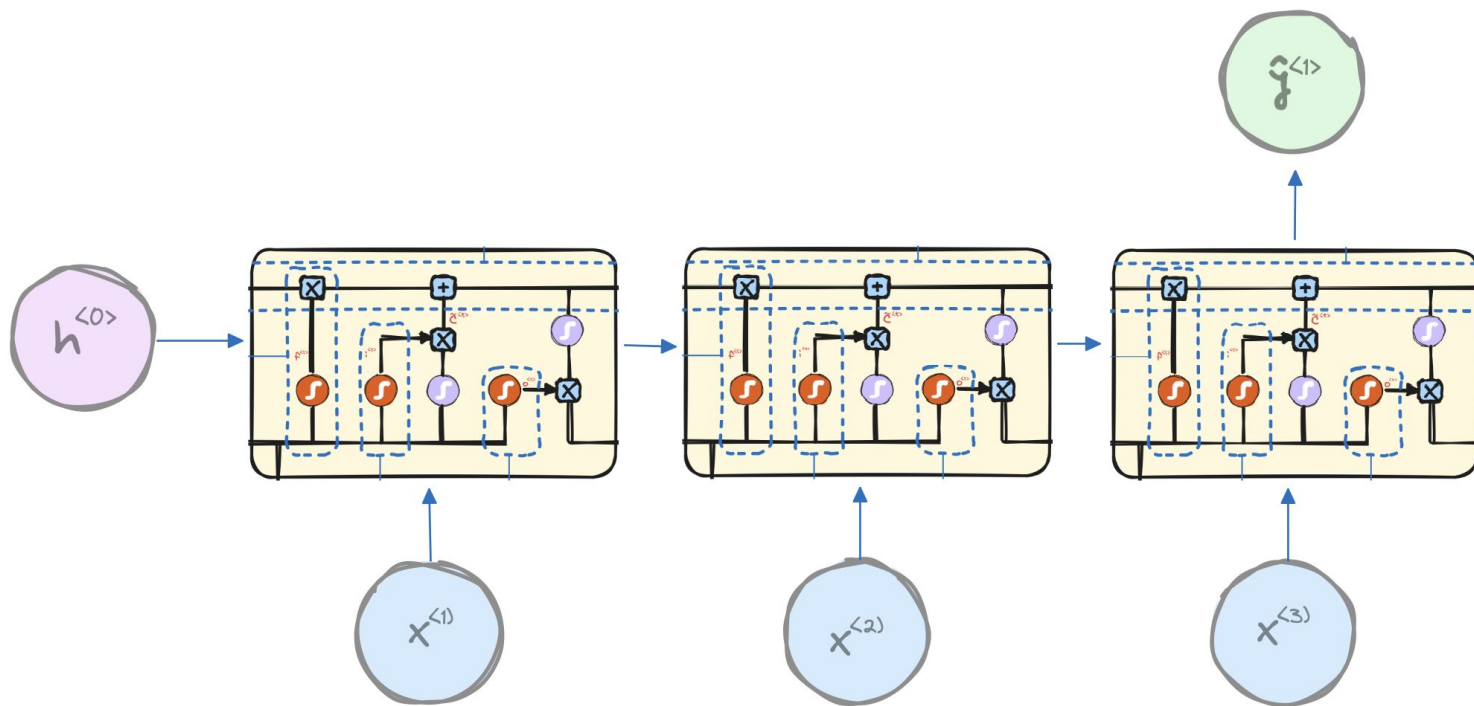 ŷ<1>
h<0>
X
+
X
+
X
+
c̃<t>
c̃<t>
c̃<t>
X
X
X
f<t>
i<t>
f<t>
i<t>
f<t>
i<t>
o<t>
X
o<t>
X
o<t>
X
x<1)
x<2)
x<3)